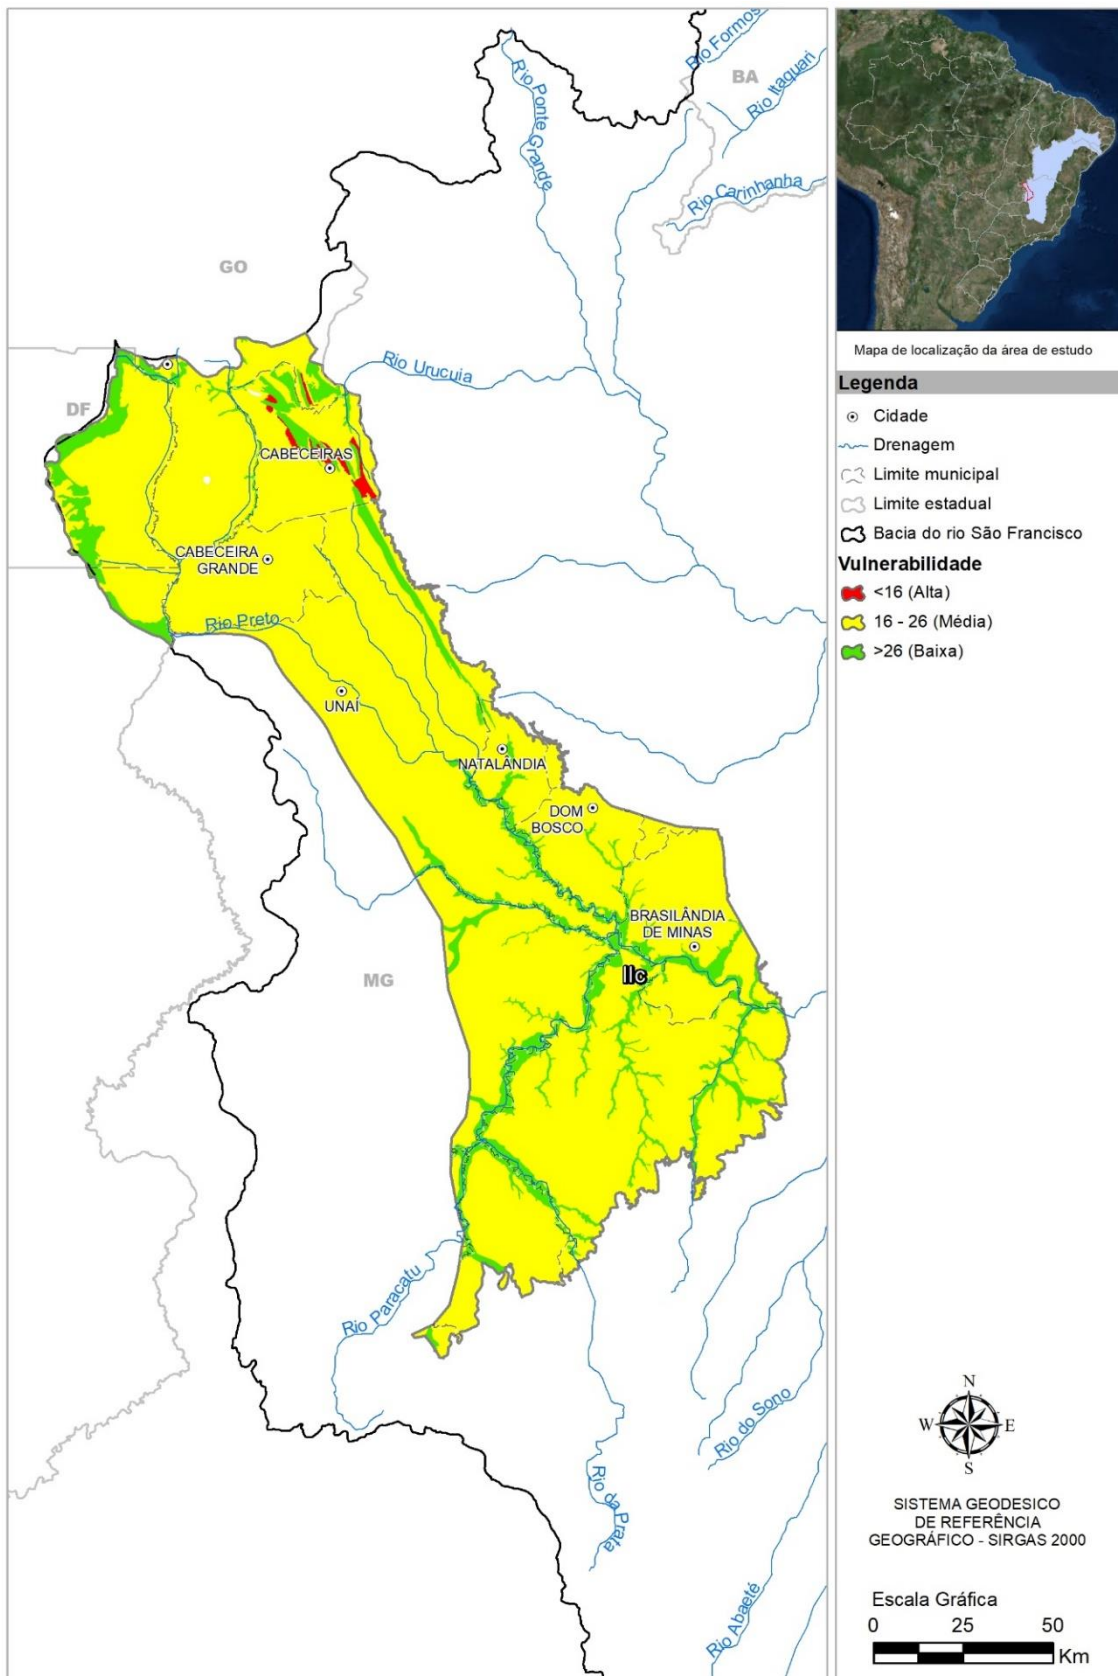 Rio Formos
BA
Rio Itaguari
Rio Ponte Grande
Rio Carinhanha
GO
Rio Urucuia
DF
CABECEIRAS
CABECEIRA
GRANDE
Rio Preto
UNAÍ
NATALÂNDIA
DOM
BOSCO
BRASILÂNDIA
DE MINAS
IIc
MG
Rio Paracatu
Rio do Sono
Rio da Prata
Rio Abaeté
Mapa de localização da área de estudo
Legenda
Cidade
Drenagem
Limite municipal
Limite estadual
Bacia do rio São Francisco
Vulnerabilidade
<16 (Alta)
16 - 26 (Média)
>26 (Baixa)
N
W E
S
SISTEMA GEODESICO
DE REFERÊNCIA
GEOGRÁFICO - SIRGAS 2000
Escala Gráfica
0 25 50
Km